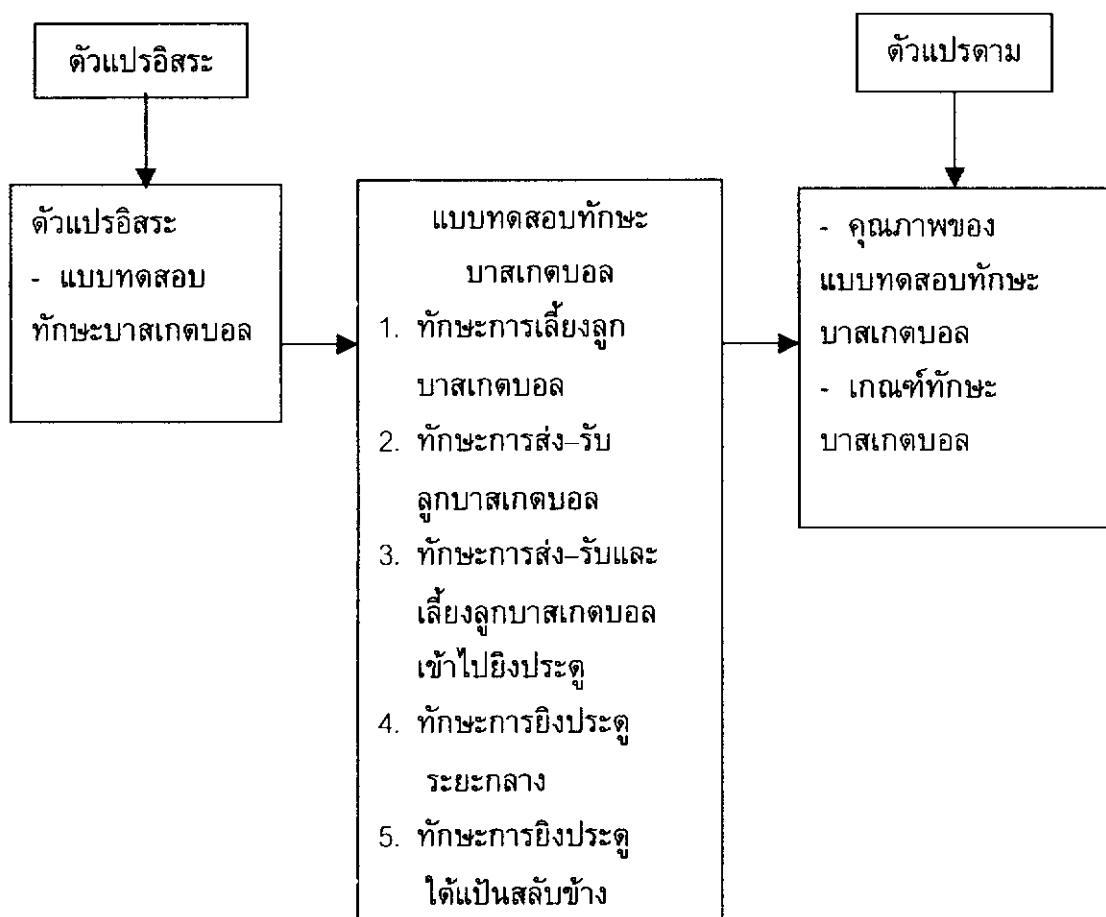 ตัวแปรอิสระ
ตัวแปรตาม
ตัวแปรอิสระ
- แบบทดสอบ
ทักษะบาสเกตบอล
แบบทดสอบทักษะ
บาสเกตบอล
1. ทักษะการเลี้ยงลูก
บาสเกตบอล
2. ทักษะการส่ง–รับ
ลูกบาสเกตบอล
3. ทักษะการส่ง–รับและ
เลี้ยงลูกบาสเกตบอล
เข้าไปยิงประตู
4. ทักษะการยิงประตู
ระยะกลาง
5. ทักษะการยิงประตู
ใต้แป้นสลับข้าง
- คุณภาพของ
แบบทดสอบทักษะ
บาสเกตบอล
- เกณฑ์ทักษะ
บาสเกตบอล